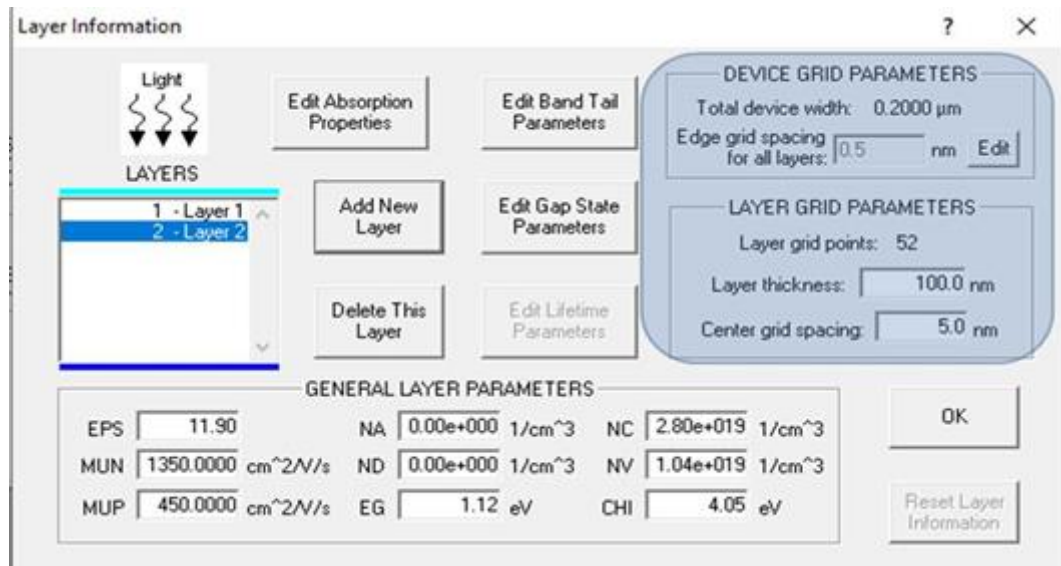 Layer Information
? ×
Light
LAYERS
1 - Layer 1
2 - Layer 2
Edit Absorption
Properties
Edit Band Tail
Parameters
Add New
Layer
Edit Gap State
Parameters
Delete This
Layer
Edit Lifetime
Parameters
DEVICE GRID PARAMETERS
Total device width: 0.2000 µm
Edge grid spacing
for all layers: 0.5 nm Edit
LAYER GRID PARAMETERS
Layer grid points: 52
Layer thickness: 100.0 nm
Center grid spacing: 5.0 nm
GENERAL LAYER PARAMETERS
EPS 11.90 NA 0.00e+000 1/cm^3 NC 2.80e+019 1/cm^3
MUN 1350.0000 cm^2/V/s ND 0.00e+000 1/cm^3 NV 1.04e+019 1/cm^3
MUP 450.0000 cm^2/V/s EG 1.12 eV CHI 4.05 eV
OK
Reset Layer
Information